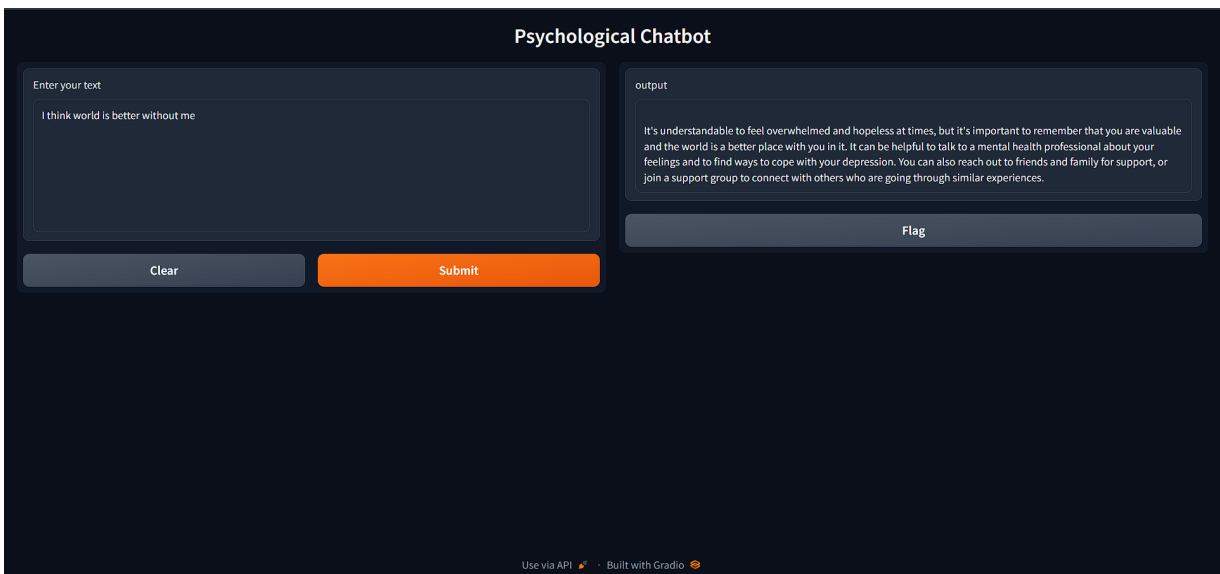 Psychological Chatbot
Enter your text
I think world is better without me
Clear
Submit
output
It's understandable to feel overwhelmed and hopeless at times, but it's important to remember that you are valuable
and the world is a better place with you in it. It can be helpful to talk to a mental health professional about your
feelings and to find ways to cope with your depression. You can also reach out to friends and family for support, or
join a support group to connect with others who are going through similar experiences.
Flag
Use via API · Built with Gradio